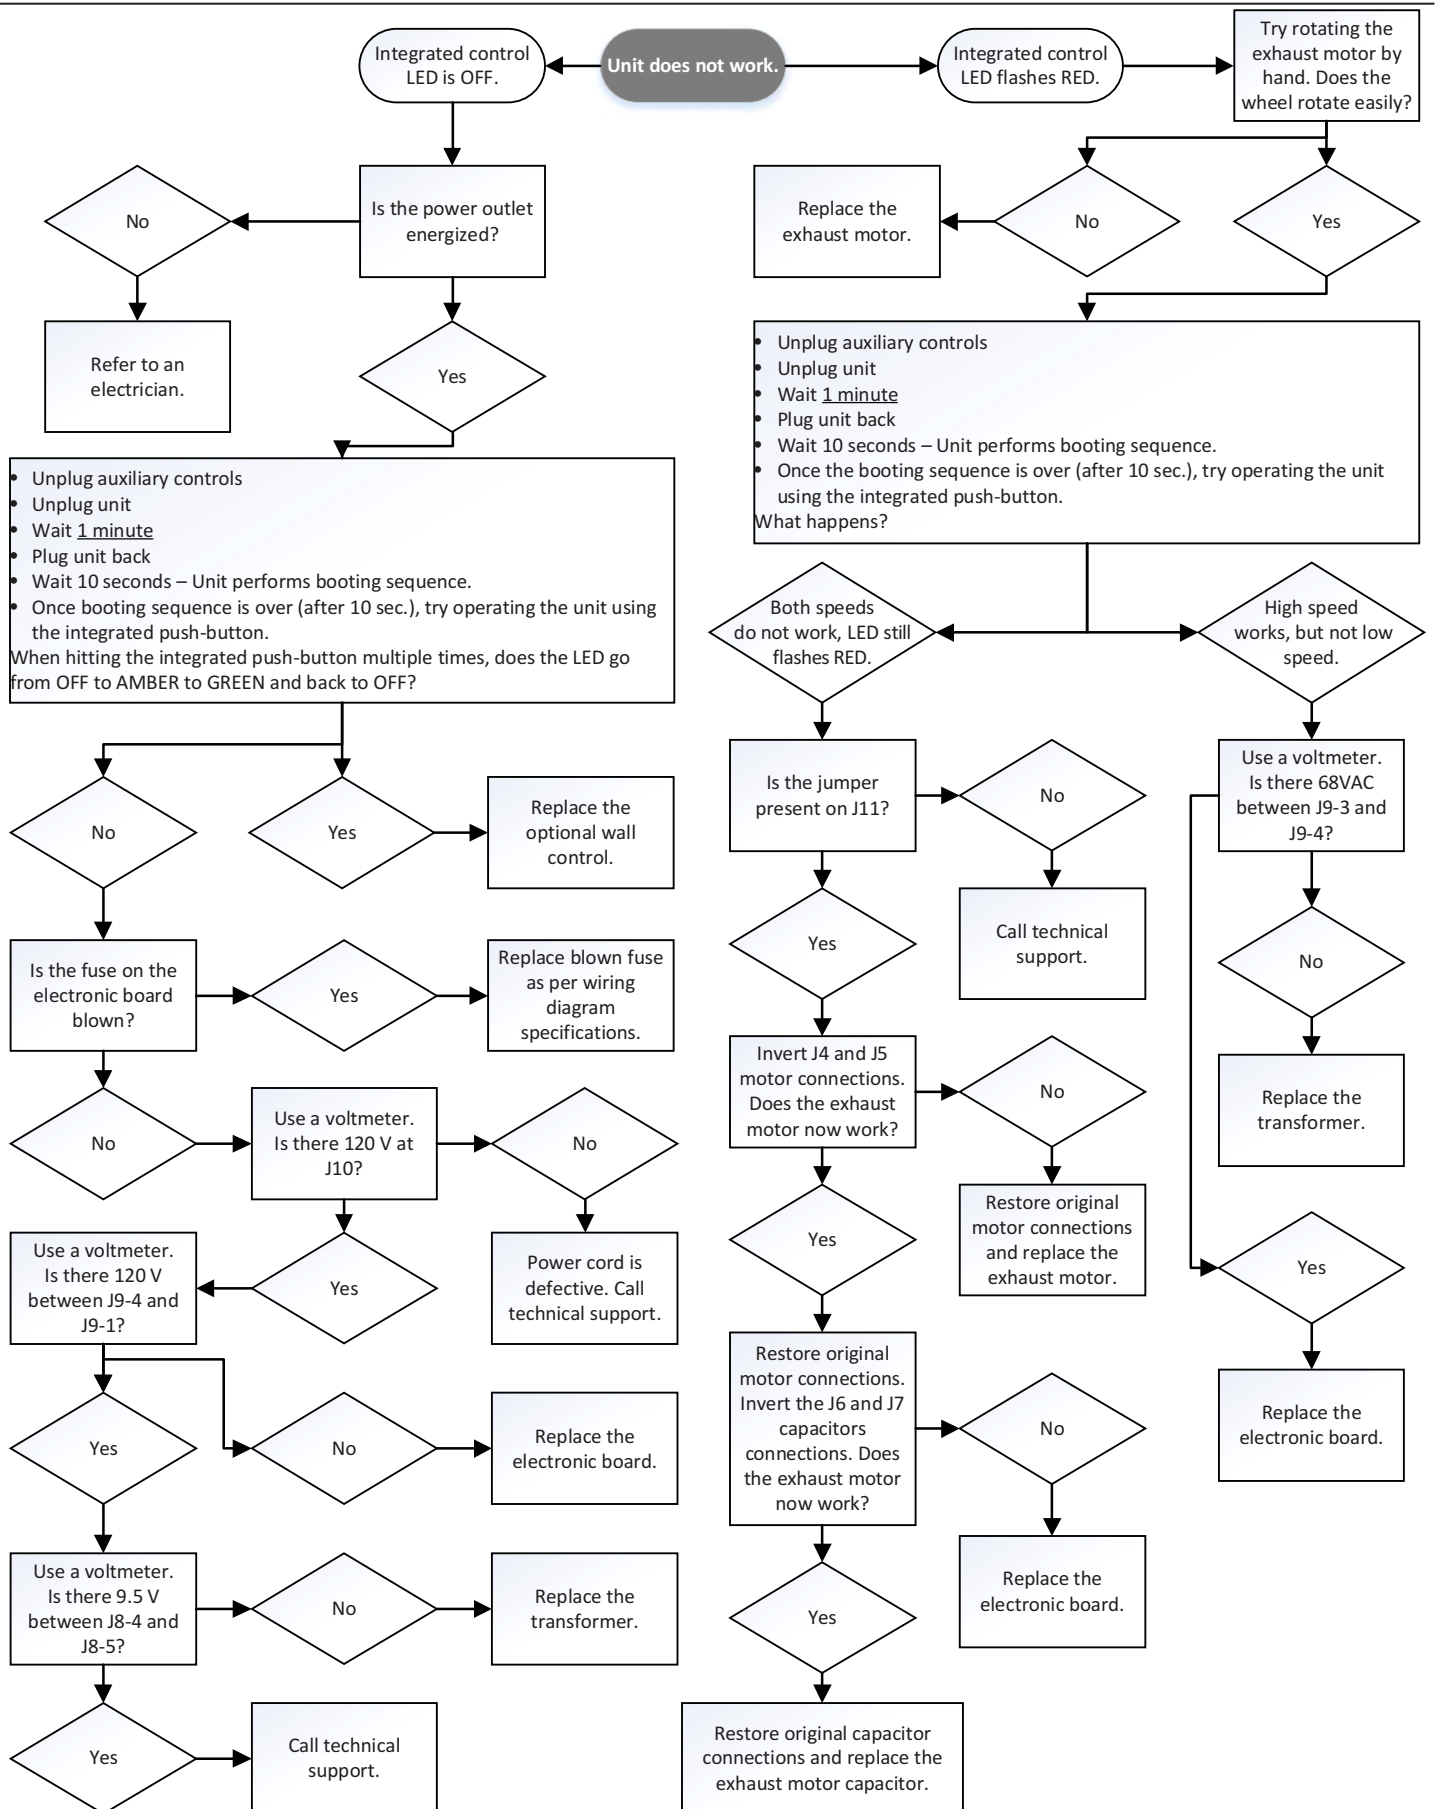 Unit does not work.
Integrated control
LED is OFF.
Is the power outlet
energized?
No
Refer to an
electrician.
Yes
• Unplug auxiliary controls
• Unplug unit
• Wait 1 minute
• Plug unit back
• Wait 10 seconds – Unit performs booting sequence.
• Once booting sequence is over (after 10 sec.), try operating the unit using
the integrated push-button.
When hitting the integrated push-button multiple times, does the LED go
from OFF to AMBER to GREEN and back to OFF?
No
Yes
Replace the
optional wall
control.
Is the fuse on the
electronic board
blown?
Yes
Replace blown fuse
as per wiring
diagram
specifications.
No
Use a voltmeter.
Is there 120 V at
J10?
No
Power cord is
defective. Call
technical support.
Yes
Use a voltmeter.
Is there 120 V
between J9-4 and
J9-1?
Yes
No
Replace the
electronic board.
Use a voltmeter.
Is there 9.5 V
between J8-4 and
J8-5?
No
Replace the
transformer.
Yes
Call technical
support.
Integrated control
LED flashes RED.
Try rotating the
exhaust motor by
hand. Does the
wheel rotate easily?
No
Replace the
exhaust motor.
Yes
• Unplug auxiliary controls
• Unplug unit
• Wait 1 minute
• Plug unit back
• Wait 10 seconds – Unit performs booting sequence.
• Once the booting sequence is over (after 10 sec.), try operating the unit
using the integrated push-button.
What happens?
Both speeds
do not work, LED still
flashes RED.
Is the jumper
present on J11?
No
Call technical
support.
Yes
Invert J4 and J5
motor connections.
Does the exhaust
motor now work?
No
Restore original
motor connections
and replace the
exhaust motor.
Yes
Restore original
motor connections.
Invert the J6 and J7
capacitors
connections. Does
the exhaust motor
now work?
No
Replace the
electronic board.
Yes
Restore original capacitor
connections and replace the
exhaust motor capacitor.
High speed
works, but not low
speed.
Use a voltmeter.
Is there 68VAC
between J9-3 and
J9-4?
No
Replace the
transformer.
Yes
Replace the
electronic board.